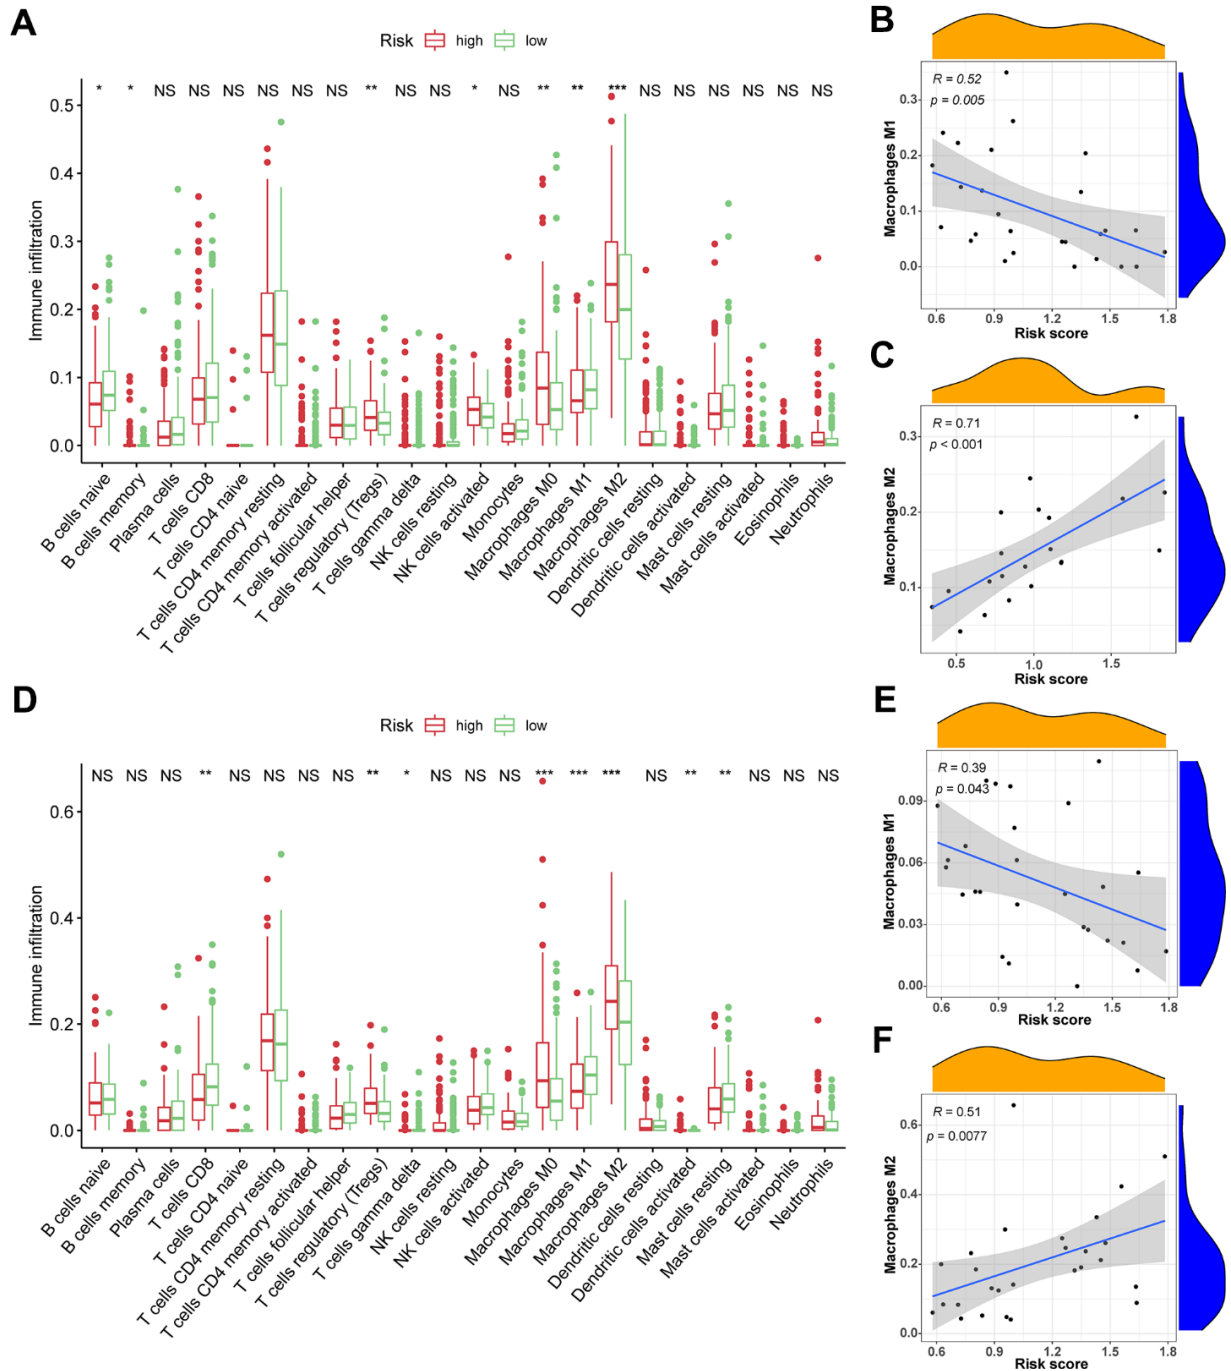 A
Risk high low
* * NS NS NS NS NS NS ** NS NS * NS ** ** *** NS NS NS NS NS NS
Immune infiltration
0.5
0.4
0.3
0.2
0.1
0.0
B cells naive
B cells memory
Plasma cells
T cells CD8
T cells CD4 naive
T cells CD4 memory resting
T cells CD4 memory activated
T cells follicular helper
T cells regulatory (Tregs)
T cells gamma delta
NK cells resting
NK cells activated
Monocytes
Macrophages M0
Macrophages M1
Macrophages M2
Dendritic cells resting
Dendritic cells activated
Mast cells resting
Mast cells activated
Eosinophils
Neutrophils
B
R = 0.52
p = 0.005
Macrophages M1
0.3
0.2
0.1
0.0
0.6 0.9 1.2 1.5 1.8
Risk score
C
R = 0.71
p < 0.001
Macrophages M2
0.3
0.2
0.1
0.5 1.0 1.5
Risk score
D
Risk high low
NS NS NS ** NS NS NS NS ** * NS NS NS *** *** *** NS ** ** NS NS NS
Immune infiltration
0.6
0.4
0.2
0.0
B cells naive
B cells memory
Plasma cells
T cells CD8
T cells CD4 naive
T cells CD4 memory resting
T cells CD4 memory activated
T cells follicular helper
T cells regulatory (Tregs)
T cells gamma delta
NK cells resting
NK cells activated
Monocytes
Macrophages M0
Macrophages M1
Macrophages M2
Dendritic cells resting
Dendritic cells activated
Mast cells resting
Mast cells activated
Eosinophils
Neutrophils
E
R = 0.39
p = 0.043
Macrophages M1
0.09
0.06
0.03
0.00
0.6 0.9 1.2 1.5 1.8
Risk score
F
R = 0.51
p = 0.0077
Macrophages M2
0.6
0.4
0.2
0.0
0.6 0.9 1.2 1.5 1.8
Risk score